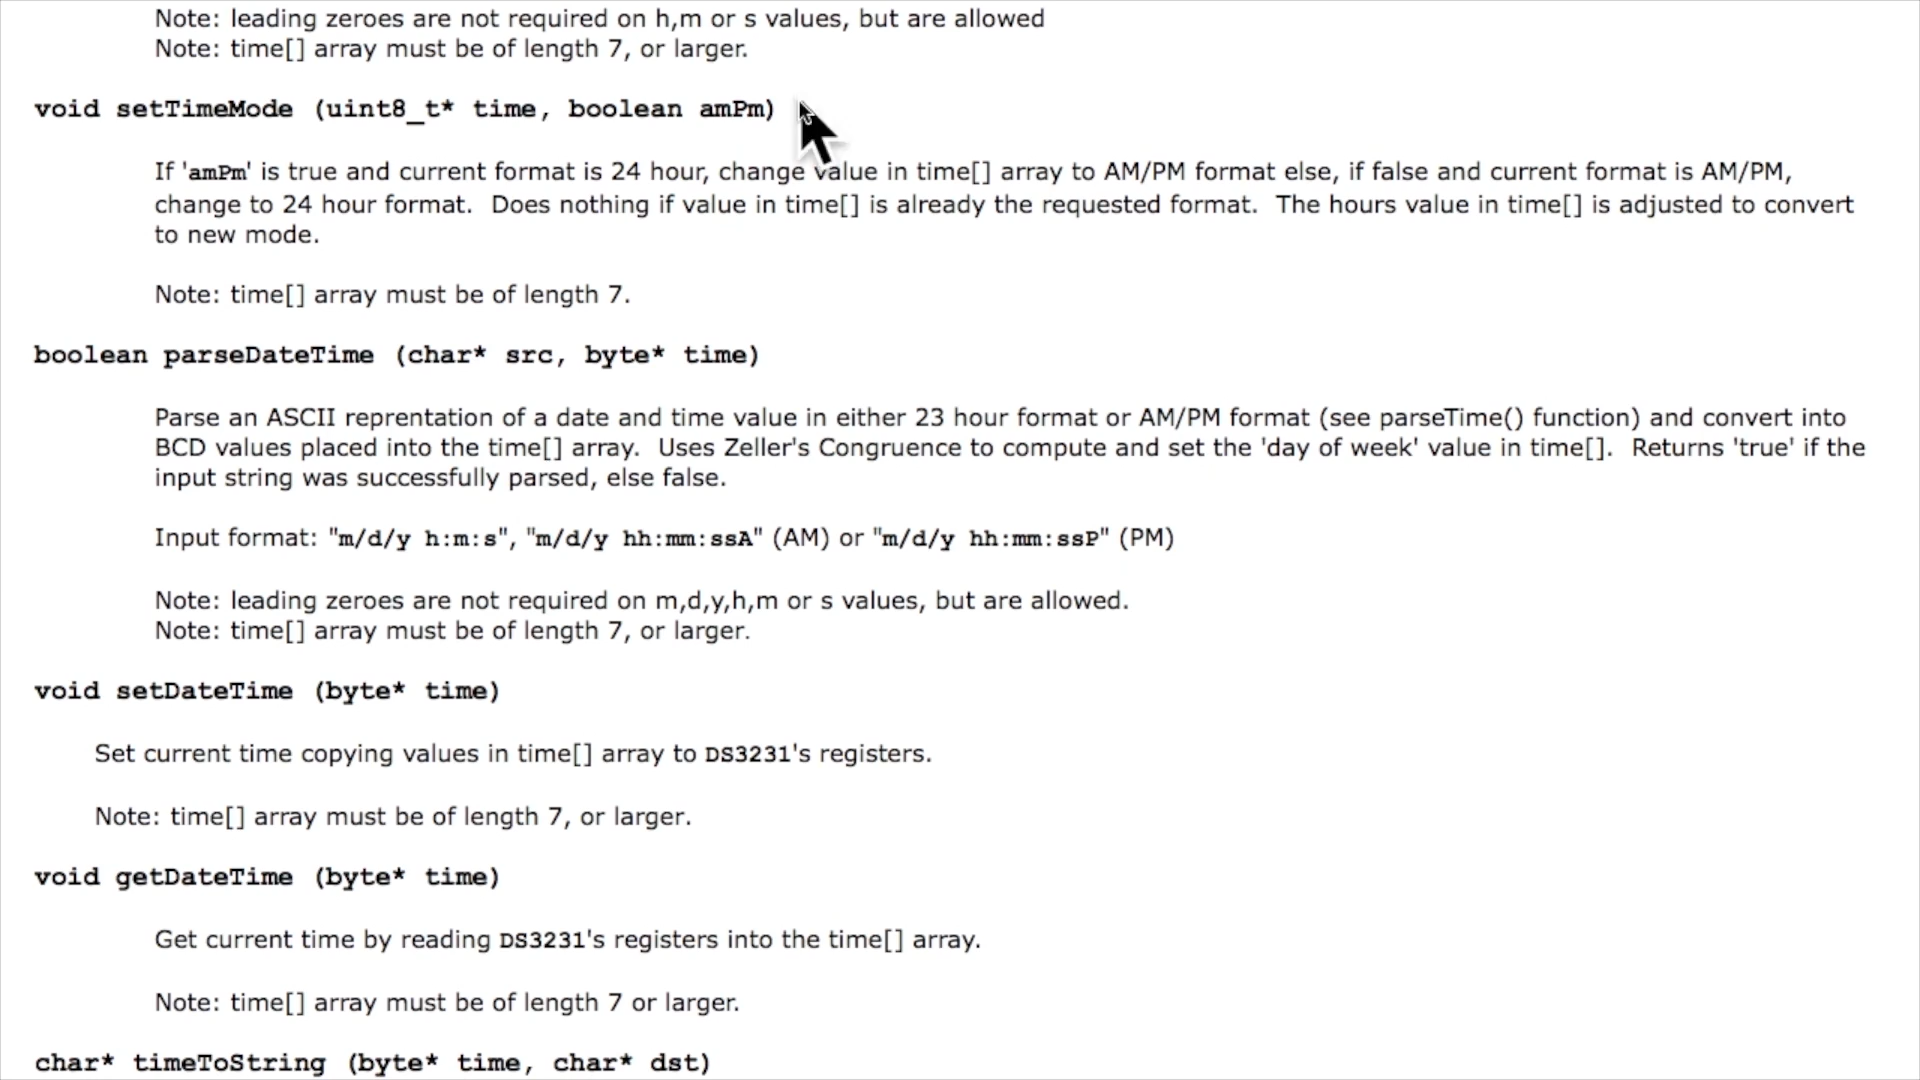 Note: leading zeroes are not required on h,m or s values, but are allowed
Note: time[] array must be of length 7, or larger.
void setTimeMode (uint8_t* time, boolean amPm)
If 'amPm' is true and current format is 24 hour, change value in time[] array to AM/PM format else, if false and current format is AM/PM,
change to 24 hour format.  Does nothing if value in time[] is already the requested format.  The hours value in time[] is adjusted to convert
to new mode.
Note: time[] array must be of length 7.
boolean parseDateTime (char* src, byte* time)
Parse an ASCII reprentation of a date and time value in either 23 hour format or AM/PM format (see parseTime() function) and convert into
BCD values placed into the time[] array.  Uses Zeller's Congruence to compute and set the 'day of week' value in time[].  Returns 'true' if the
input string was successfully parsed, else false.
Input format: "m/d/y h:m:s", "m/d/y hh:mm:ssA" (AM) or "m/d/y hh:mm:ssP" (PM)
Note: leading zeroes are not required on m,d,y,h,m or s values, but are allowed.
Note: time[] array must be of length 7, or larger.
void setDateTime (byte* time)
Set current time copying values in time[] array to DS3231's registers.
Note: time[] array must be of length 7, or larger.
void getDateTime (byte* time)
Get current time by reading DS3231's registers into the time[] array.
Note: time[] array must be of length 7 or larger.
char* timeToString (byte* time, char* dst)